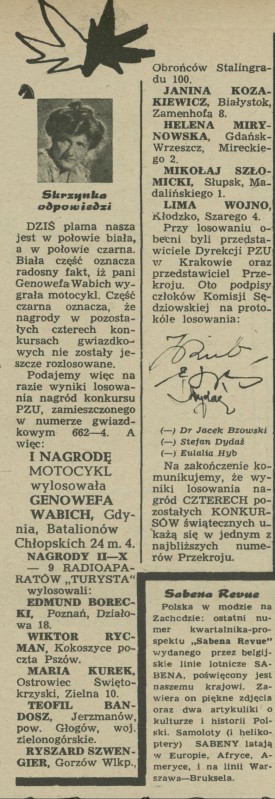 Skrzynka
odpowiedzi
DZIŚ plama nasza
jest w połowie biała,
a w połowie czarna.
Biała część oznacza
radosny fakt, iż pani
Genowefa Wabich wy-
grała motocykl. Część
czarna oznacza, że
nagrody w pozosta-
łych czterech kon-
kursach gwiazdko-
wych nie zostały je-
szcze rozlosowane.
Podajemy więc na
razie wyniki losowa-
nia nagród konkursu
PZU, zamieszczonego
w numerze gwiazd-
kowym 662—4. A
więc:
I NAGRODĘ
MOTOCYKL
wylosowała
GENOWEFA
WABICH, Gdy-
nia, Batalionów
Chłopskich 24 m. 4.
NAGRODY II—X
— 9 RADIOAPA-
RATÓW „TURYSTA"
wylosowali:
EDMUND BOREC-
KI, Poznań, Działo-
wa 18.
WIKTOR RYC-
MAN, Kokoszyce po-
czta Pszów.
MARIA KUREK,
Ostrowiec Święto-
krzyski, Zielna 10.
TEOFIL BAN-
DOSZ, Jerzmanów,
pow. Głogów, woj.
zielonogórskie.
RYSZARD SZWEN-
GIER, Gorzów Wlkp.,
Obrońców Stalingra-
du 100.
JANINA KOZA-
KIEWICZ, Białystok,
Zamenhofa 8.
HELENA MIRY-
NOWSKA, Gdańsk-
Wrzeszcz, Mireckie-
go 2.
MIKOŁAJ SZŁO-
MICKI, Słupsk, Ma-
dalińskiego 1.
LIMA WOJNO,
Kłodzko, Szarego 4.
Przy losowaniu o-
becni byli przedsta-
wiciele Dyrekcji PZU
w Krakowie oraz
przedstawiciel Prze-
kroju. Oto podpisy
członków Komisji Sę-
dziowskiej na proto-
kóle losowania:
(—) Dr Jacek Bzowski
(—) Stefan Dydaś
(—) Eulalia Hyb
Na zakończenie ko-
munikujemy, że wy-
niki losowania na-
gród CZTERECH po-
zostałych KONKUR-
SÓW świątecznych u-
każą się w jednym z
najbliższych nume-
rów Przekroju.
Sabena Revue
Polska w modzie na
Zachodzie: ostatni nu-
mer kwartalnika-pro-
spektu „Sabena Revue"
wydanego przez belgij-
skie linie lotnicze SA-
BENA, poświęcony jest
naszemu krajowi. Za-
wiera on piękne zdjęcia
oraz dwa artykuliki o
kulturze i historii Pol-
ski. Samoloty (i heliko-
ptery) SABENY latają
w Europie, Afryce, A-
meryce, i na linii War-
szawa—Bruksela.